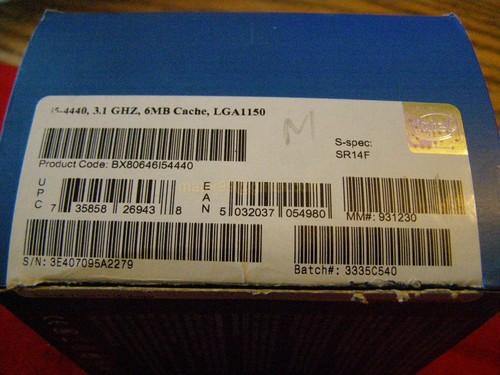 i5-4440, 3.1 GHZ, 6MB Cache, LGA1150
M
S-spec:
SR14F
Product Code: BX80646I54440
UPC
7 35858 26943 8
EAN
5 032037 054980
MM#: 931230
S/N: 3E407095A2279
Batch#: 3335C540
intel